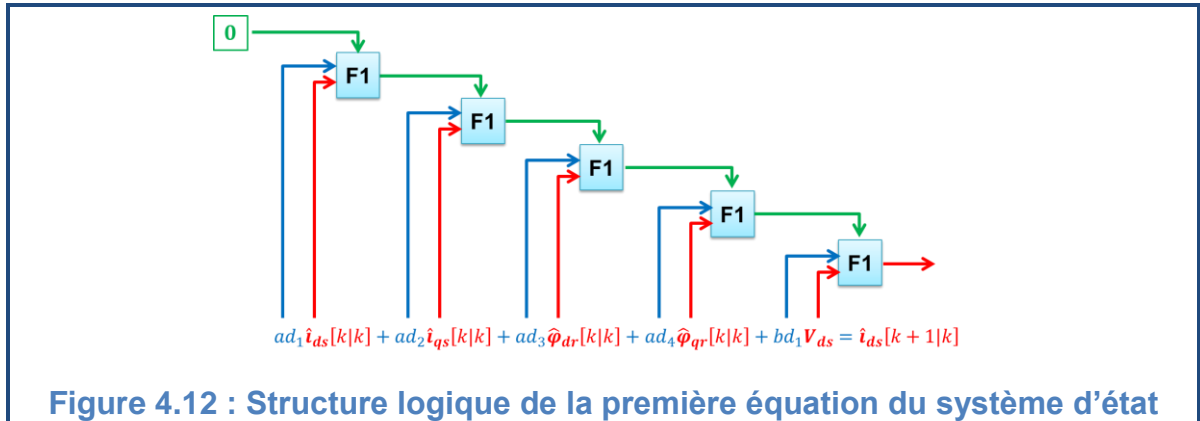 0
F1
F1
F1
F1
F1
ad₁î_ds[k|k] + ad₂î_qs[k|k] + ad₃φ̂_dr[k|k] + ad₄φ̂_qr[k|k] + bd₁V_ds = î_ds[k + 1|k]
Figure 4.12 : Structure logique de la première équation du système d’état